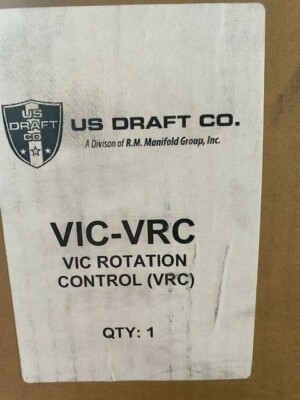 US
DRAFT
CO
US DRAFT CO.
A Divison of R.M. Manifold Group, Inc.
VIC-VRC
VIC ROTATION
CONTROL (VRC)
QTY: 1